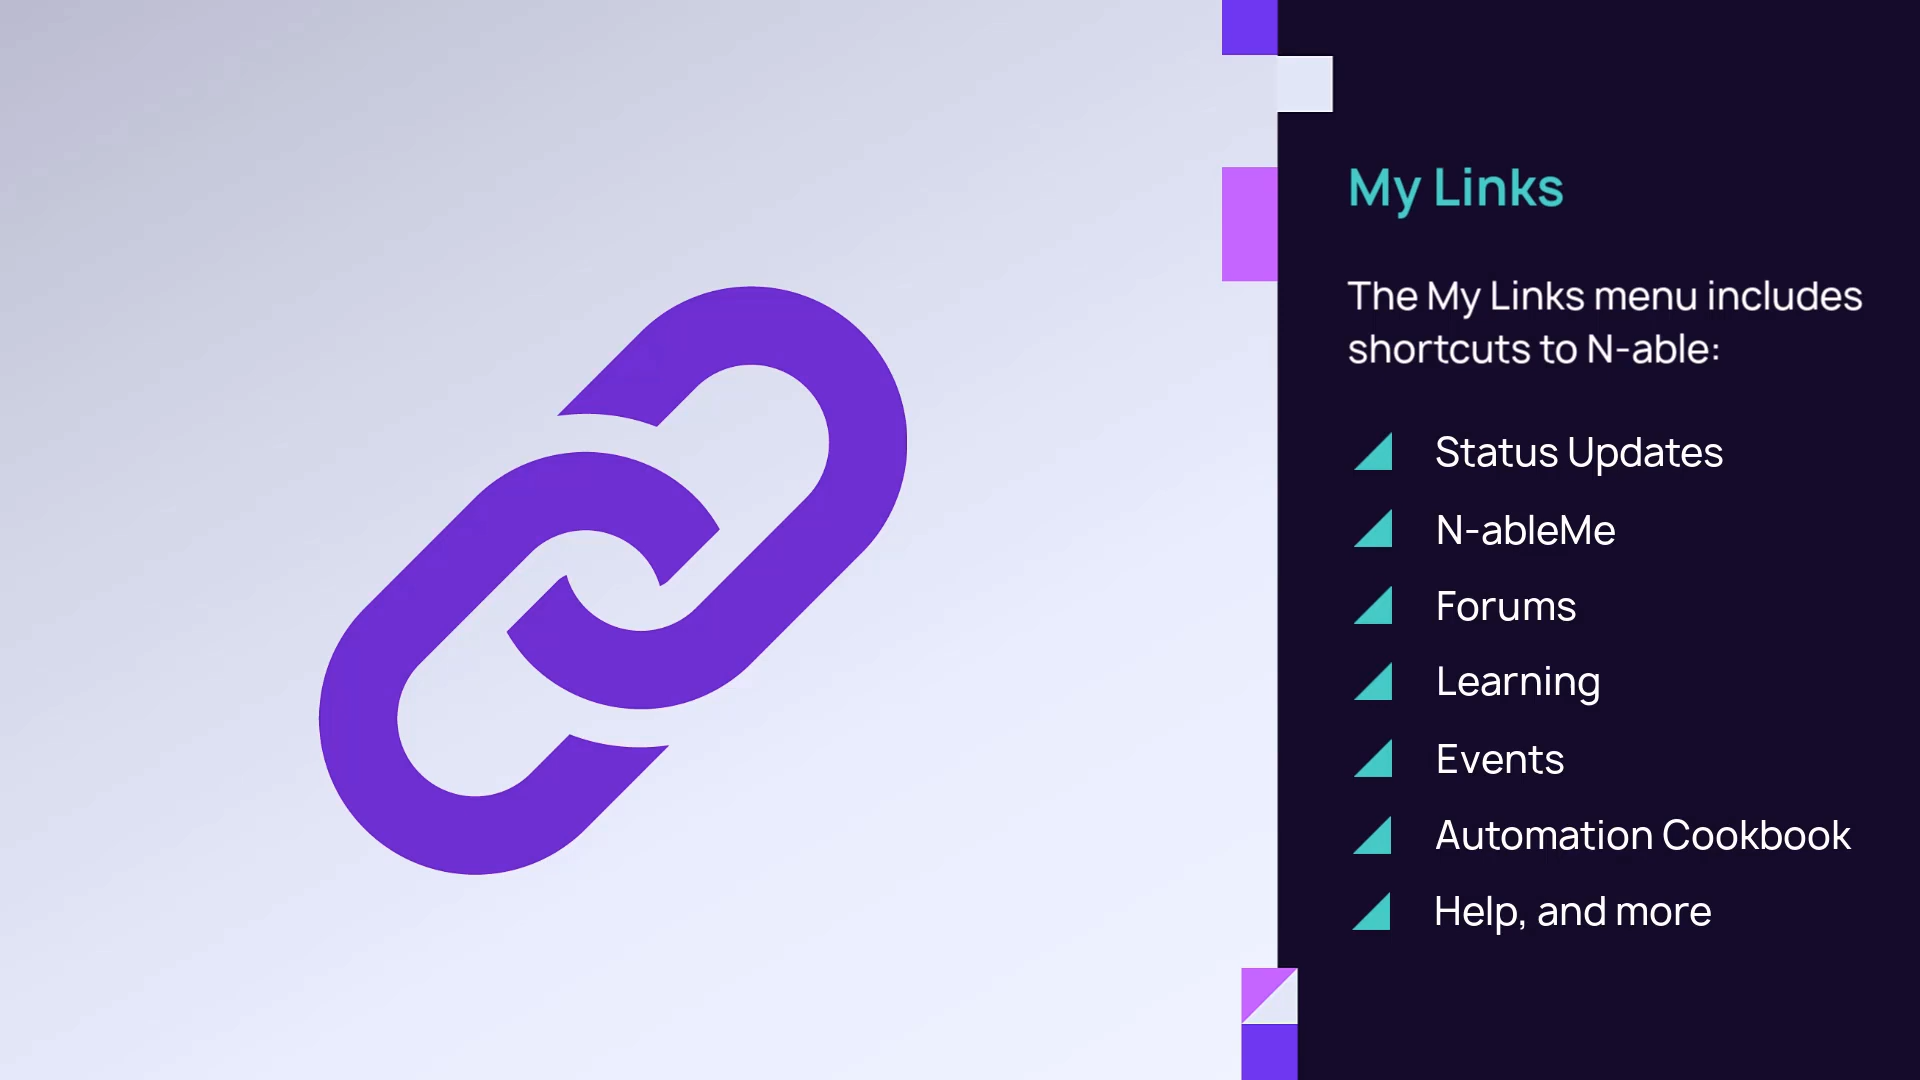 My Links
The My Links menu includes
shortcuts to N-able:
Status Updates
N-ableMe
Forums
Learning
Events
Automation Cookbook
Help, and more